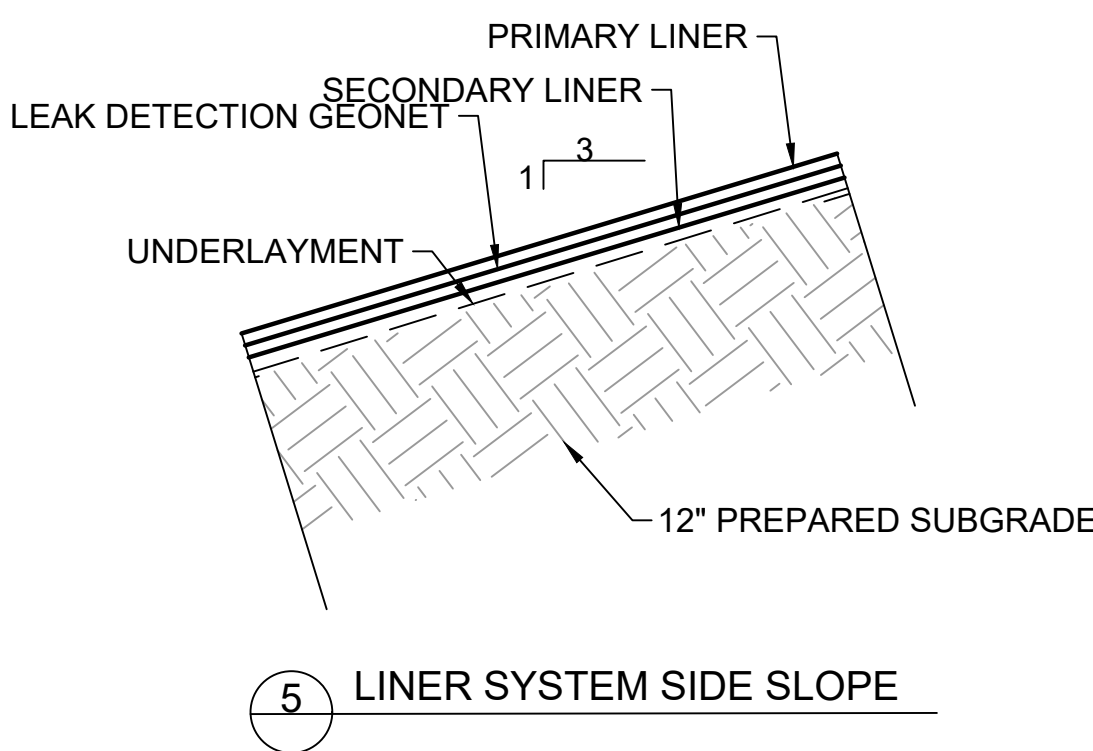 PRIMARY LINER
SECONDARY LINER
LEAK DETECTION GEONET
3
1
UNDERLAYMENT
12" PREPARED SUBGRADE
5 LINER SYSTEM SIDE SLOPE